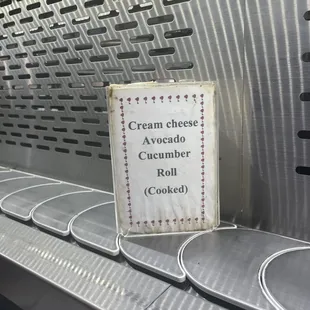 Cream cheese
Avocado
Cucumber
Roll
(Cooked)